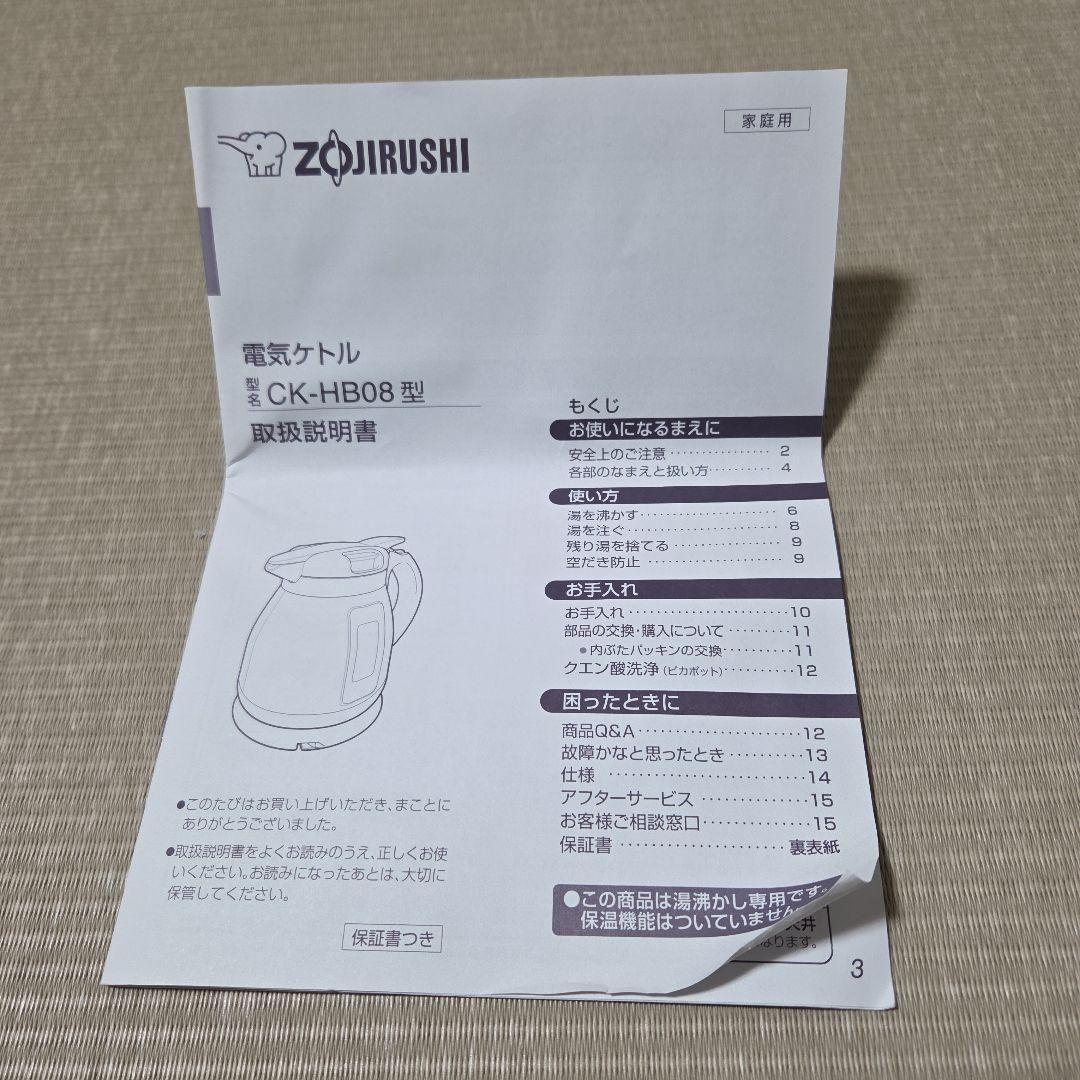 家庭用
ZOJIRUSHI
電気ケトル
型名 CK-HB08 型
取扱説明書
もくじ
お使いになるまえに
安全上のご注意 ················ 2
各部のなまえと扱い方 ·········· 4
使い方
湯を沸かす ······················ 6
湯を注ぐ ························ 8
残り湯を捨てる ················ 9
空だき防止 ···················· 9
お手入れ
お手入れ ······················· 10
部品の交換・購入について ········· 11
●内ぶたパッキンの交換 ·········· 11
クエン酸洗浄（ピカポット） ·········· 12
困ったときに
商品Q&A ······················ 12
故障かなと思ったとき ·········· 13
仕様 ·························· 14
アフターサービス ·············· 15
お客様ご相談窓口 ·············· 15
保証書 ···················· 裏表紙
●このたびはお買い上げいただき、まことに
ありがとうございました。
●取扱説明書をよくお読みのうえ、正しくお使
いください。お読みになったあとは、大切に
保管してください。
保証書つき
●この商品は湯沸かし専用です。
保温機能はついていません
天井
なります。
3